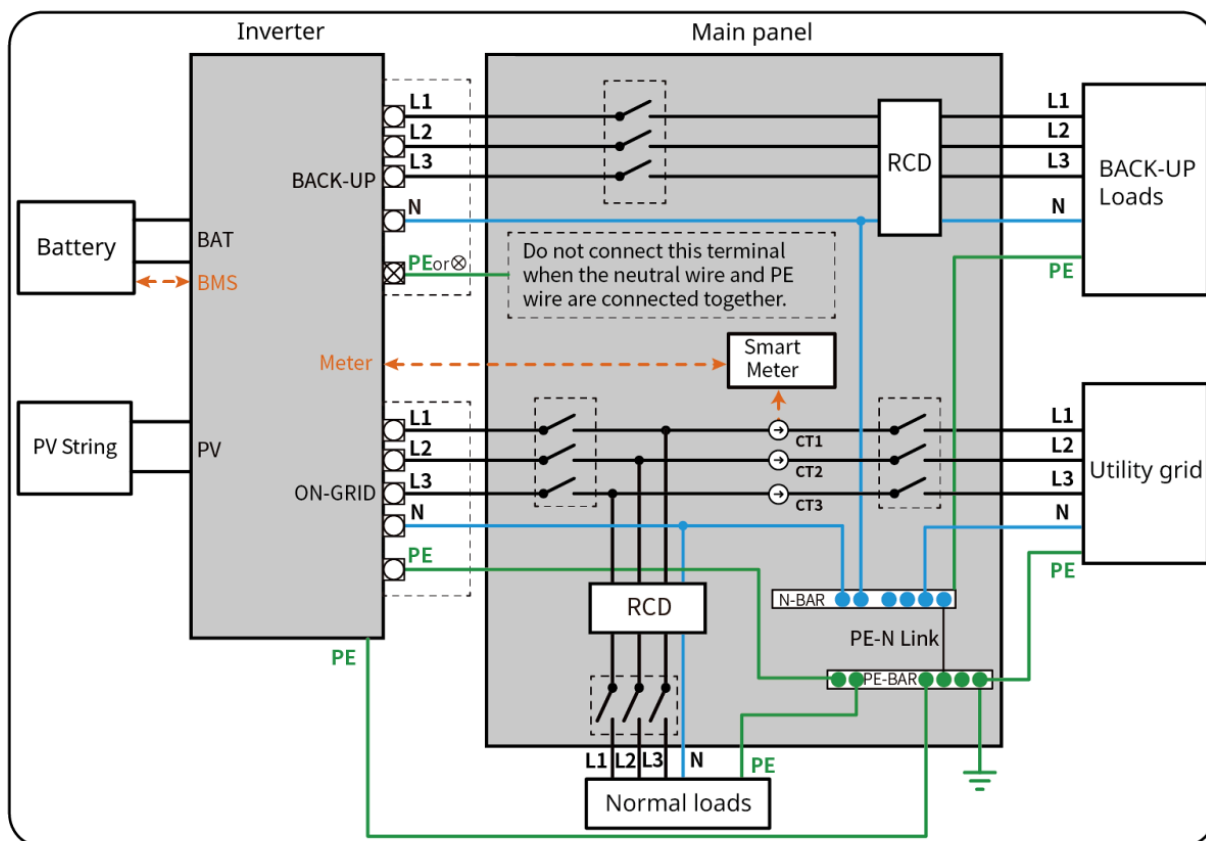 Inverter
Main panel
L1
L2
L3
BACK-UP
N
PEor⊗
RCD
L1
L2
L3
N
PE
BACK-UP
Loads
Battery
BAT
BMS
Do not connect this terminal
when the neutral wire and PE
wire are connected together.
Meter
Smart
Meter
PV String
PV
L1
L2
L3
ON-GRID
N
PE
CT1
CT2
CT3
L1
L2
L3
N
PE
Utility grid
RCD
N-BAR
PE-N Link
PE-BAR
PE
L1 L2 L3 N PE
Normal loads